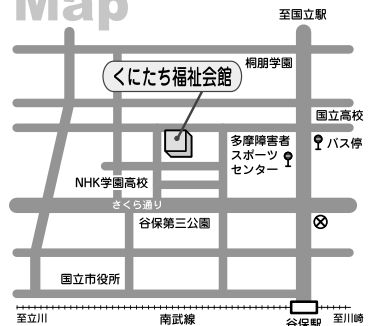 Map
至国立駅
桐朋学園
くにたち福祉会館
国立高校
バス停
多摩障害者
スポーツ
センター
NHK学園高校
さくら通り
谷保第三公園
国立市役所
至立川
南武線
谷保駅
至川崎